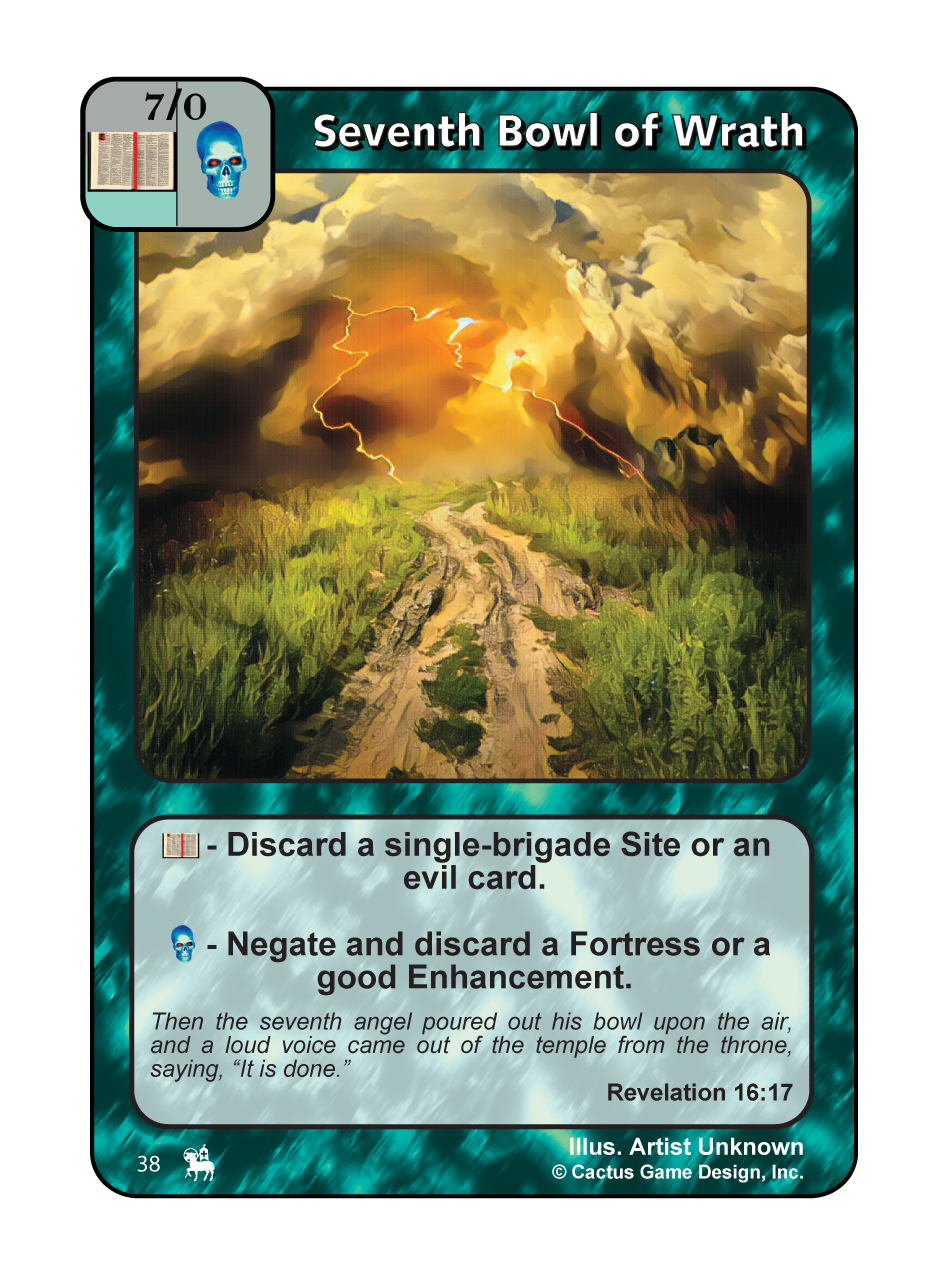 7/0
Seventh Bowl of Wrath
- Discard a single-brigade Site or an
evil card.
- Negate and discard a Fortress or a
good Enhancement.
Then the seventh angel poured out his bowl upon the air,
and a loud voice came out of the temple from the throne,
saying, “It is done.”
Revelation 16:17
Illus. Artist Unknown
38
© Cactus Game Design, Inc.